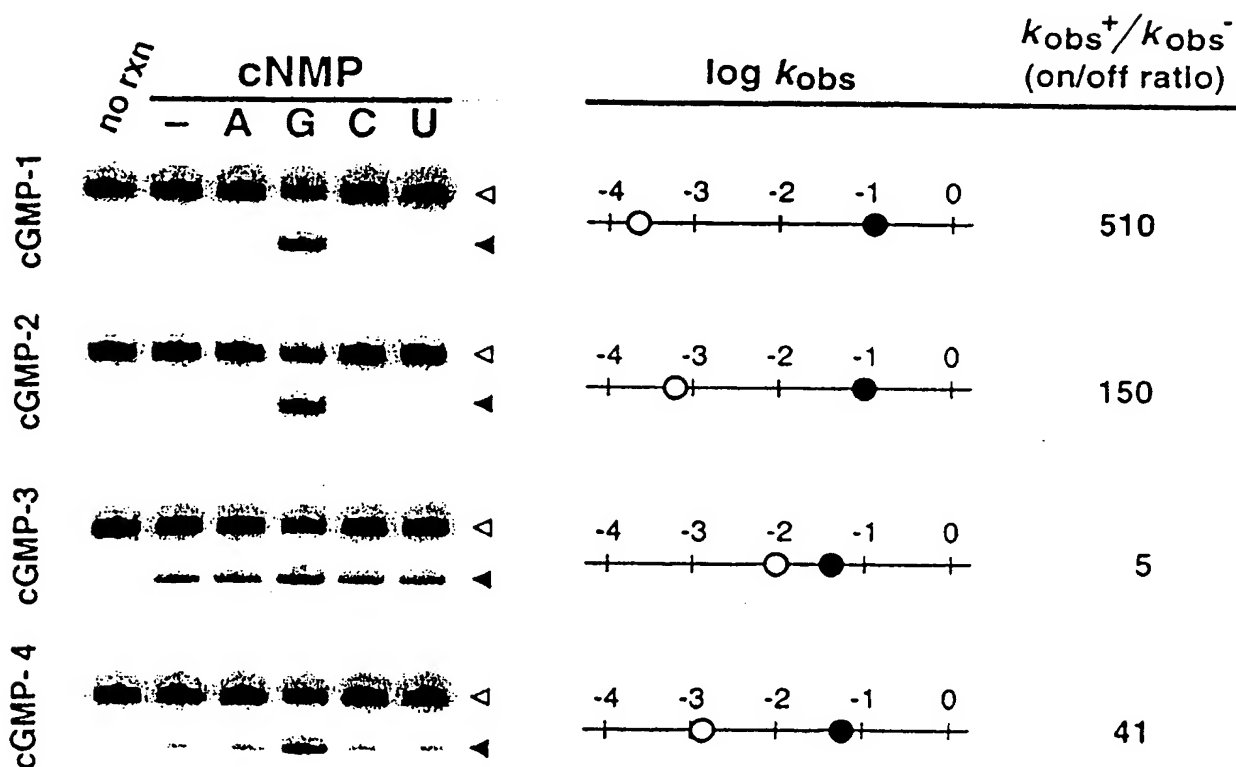 no rxn
cNMP
– A G C U
log kobs
kobs+/kobs-
(on/off ratio)
cGMP-1
-4 -3 -2 -1 0
510
cGMP-2
-4 -3 -2 -1 0
150
cGMP-3
-4 -3 -2 -1 0
5
cGMP-4
-4 -3 -2 -1 0
41